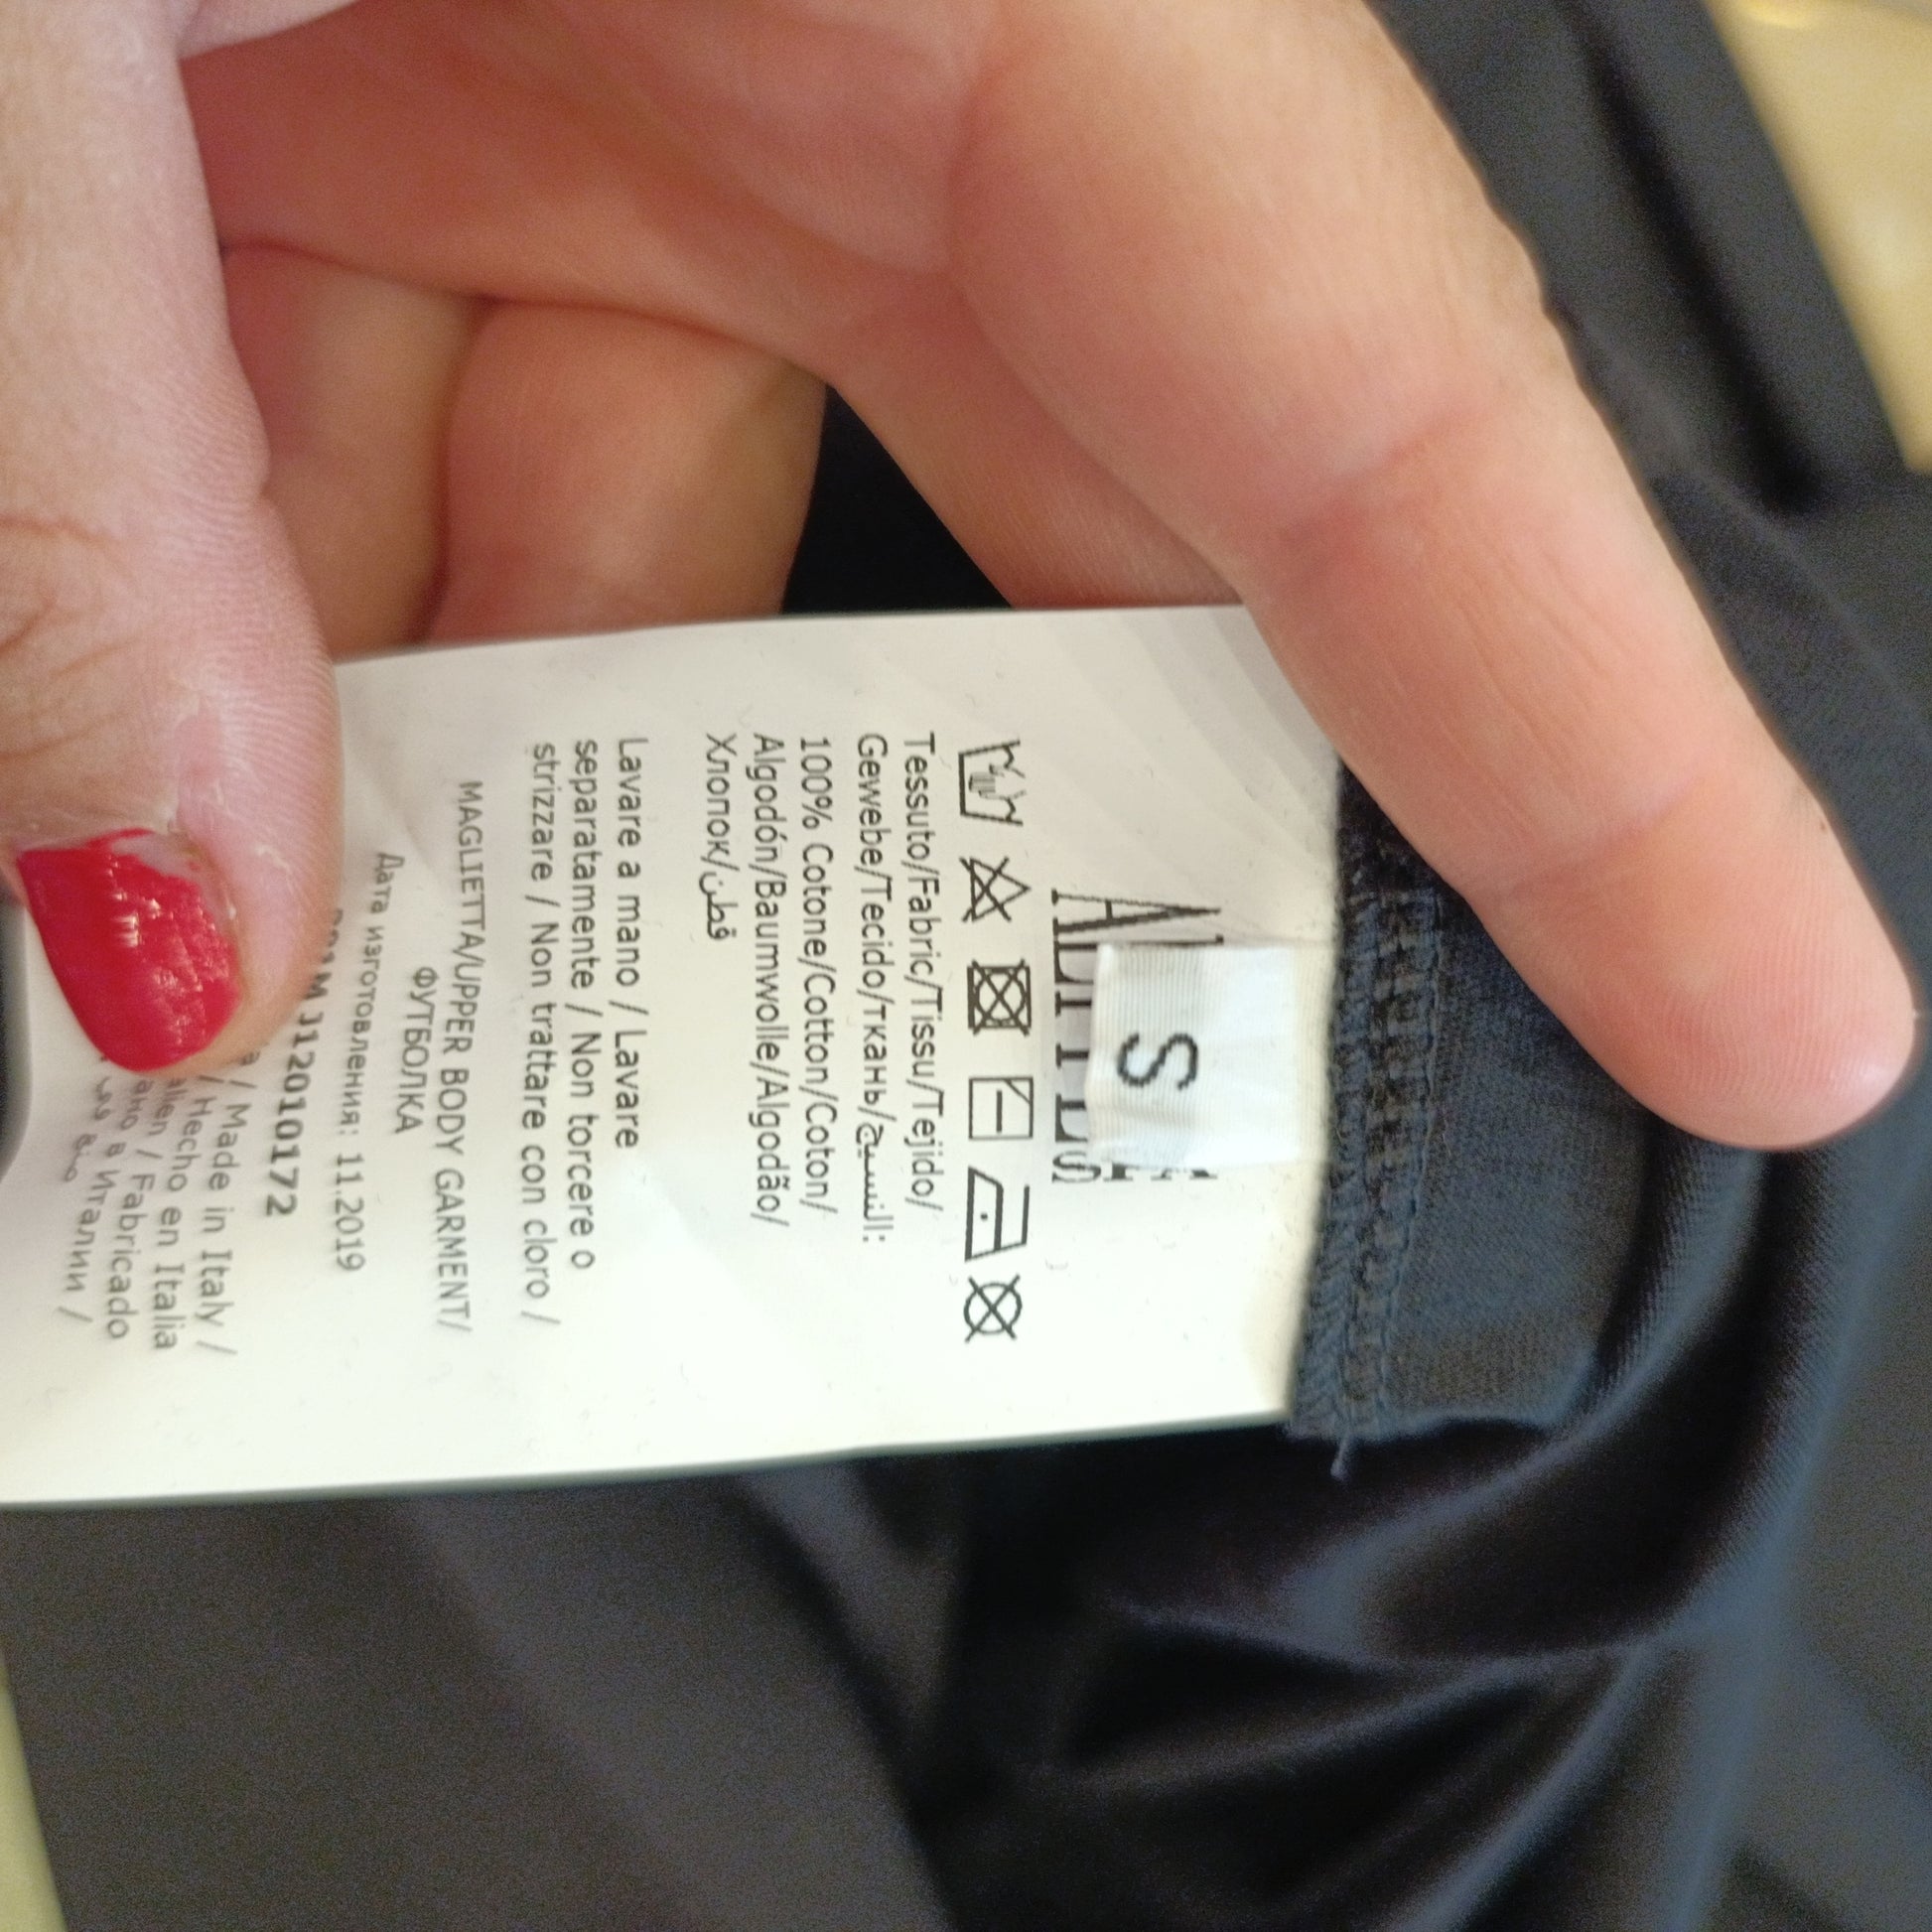 S
Tessuto/Fabric/Tissu/Tejido/
Gewebe/Tecido/ткань/النسيج:
100% Cotone/Cotton/Coton/
Algodón/Baumwolle/Algodão/
Хлопок/قطن
Lavare a mano / Lavare
separatamente / Non torcere o
strizzare / Non trattare con cloro /
MAGLIETTA/UPPER BODY GARMENT/
ФУТБОЛКА
Дата изготовления: 11.2019
J112010172
/ Made in Italy /
/ Hecho en Italia
/ Fabricado
в Италии /